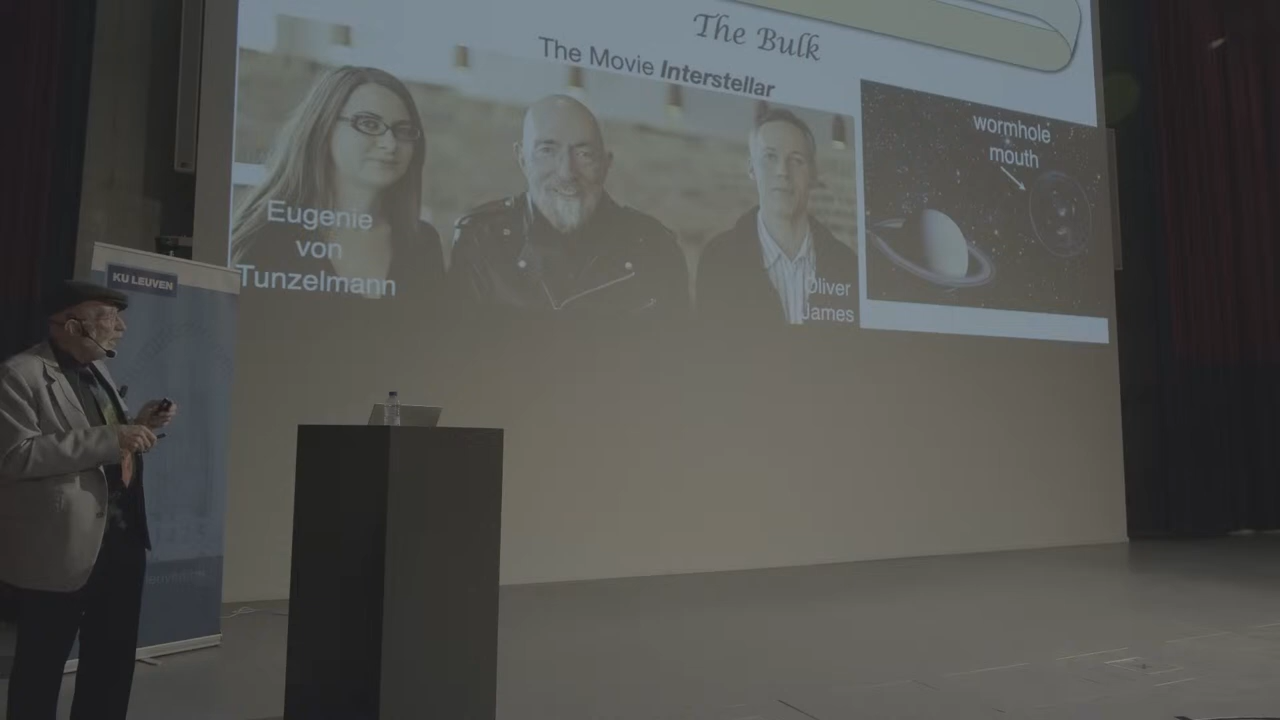 The Bulk
The Movie Interstellar
wormhole
mouth
Eugenie
von
Tunzelmann
Oliver
James
KU LEUVEN